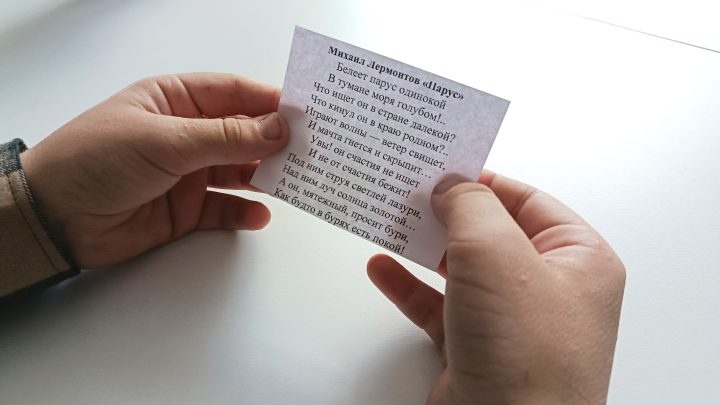 Михаил Лермонтов «Парус»
Белеет парус одинокой
В тумане моря голубом!..
Что ищет он в стране далекой?
Что кинул он в краю родном?..
Играют волны — ветер свищет,
И мачта гнется и скрыпит...
Увы! он счастия не ищет
И не от счастия бежит!
Под ним струя светлей лазури,
Над ним луч солнца золотой...
А он, мятежный, просит бури,
Как будто в бурях есть покой!